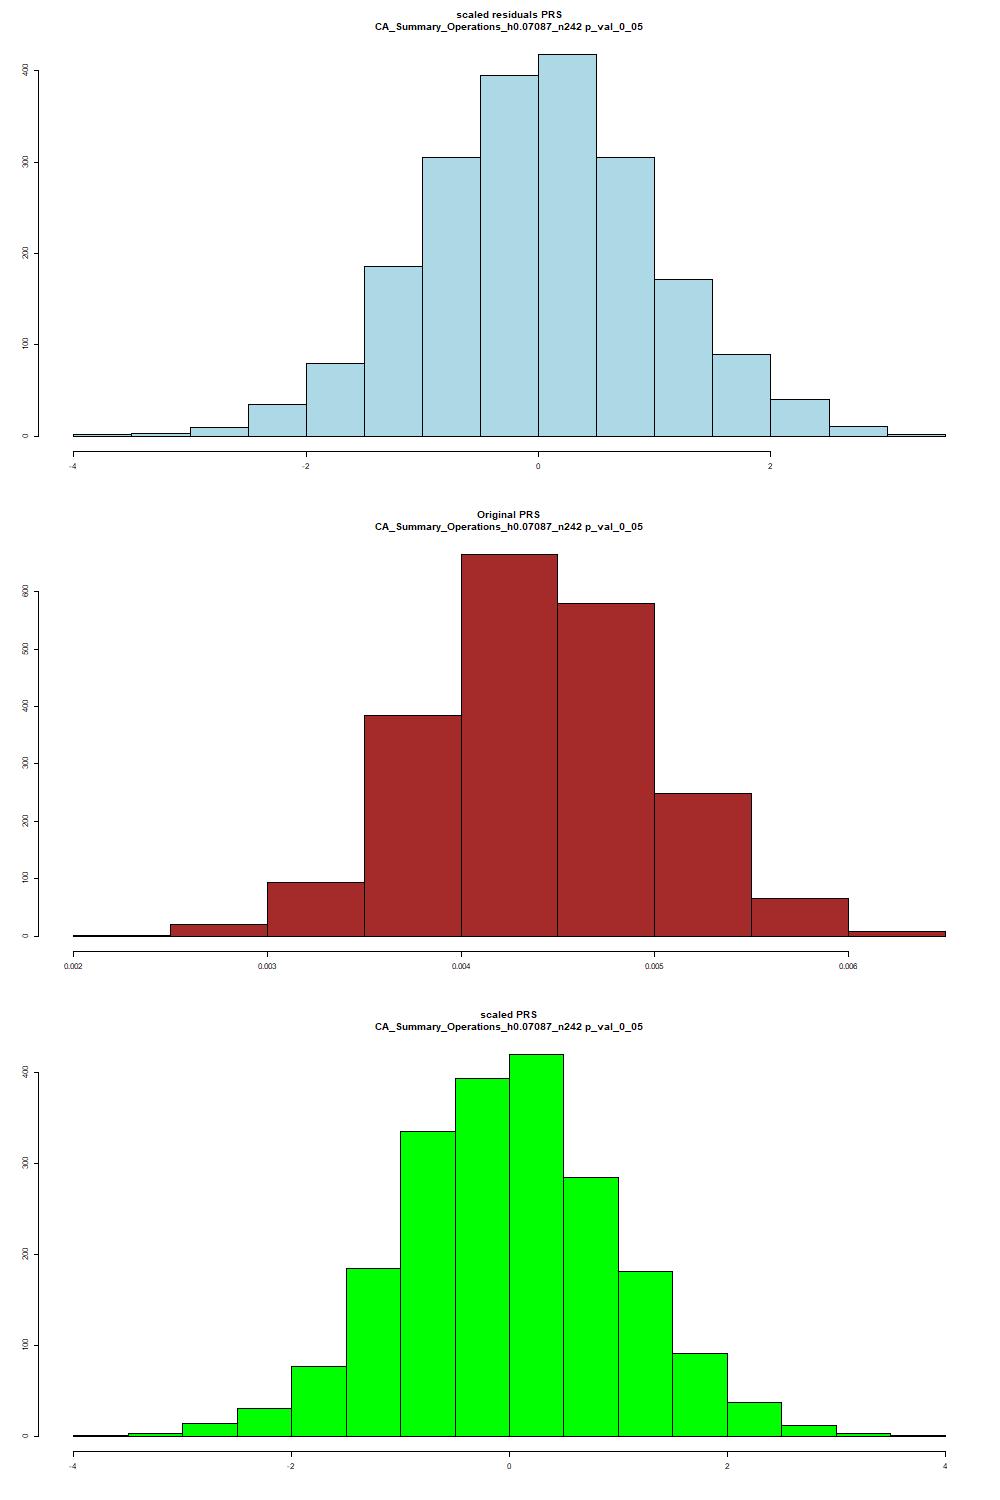 scaled residuals PRS
CA_Summary_Operations_h0.07087_n242 p_val_0_05
400
300
200
100
0
-4 -2 0 2
Original PRS
CA_Summary_Operations_h0.07087_n242 p_val_0_05
600
500
400
300
200
100
0
0.002 0.003 0.004 0.005 0.006
scaled PRS
CA_Summary_Operations_h0.07087_n242 p_val_0_05
400
300
200
100
0
-4 -2 0 2 4